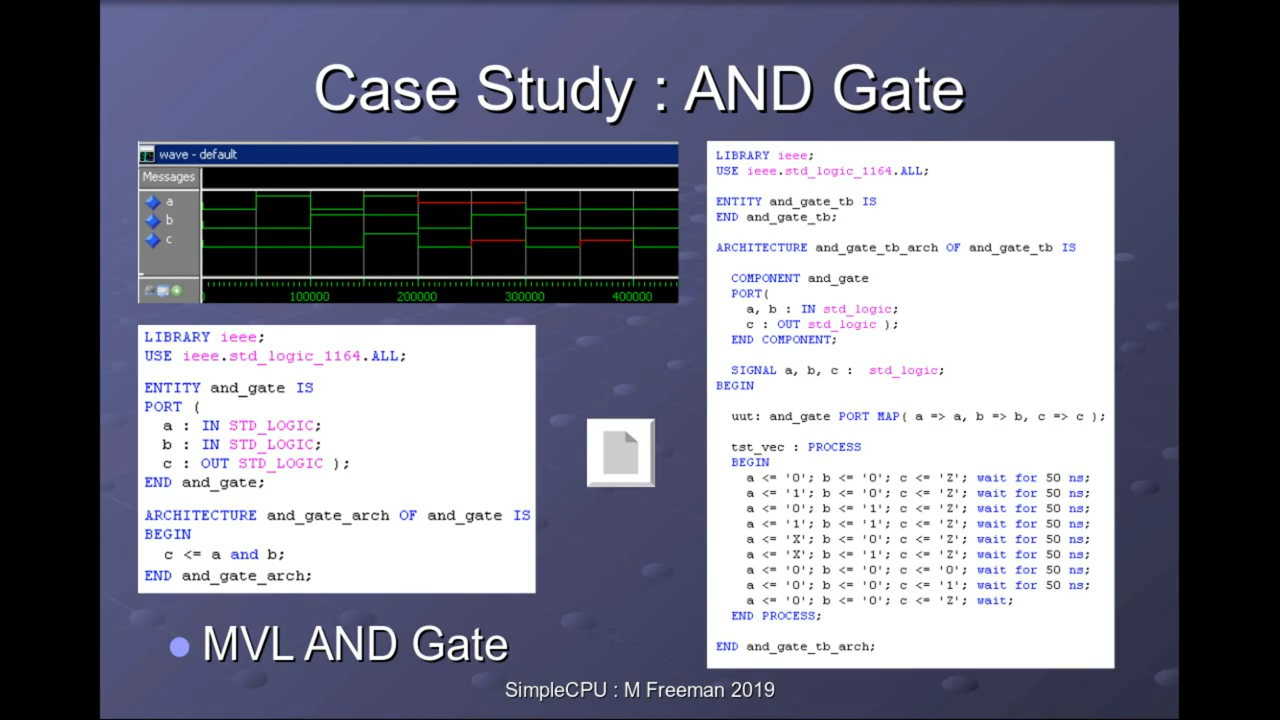 Case Study : AND Gate
wave - default
Messages
a
b
c
100000
200000
300000
400000
LIBRARY ieee;
USE ieee.std_logic_1164.ALL;
ENTITY and_gate IS
PORT (
a : IN STD_LOGIC;
b : IN STD_LOGIC;
c : OUT STD_LOGIC );
END and_gate;
ARCHITECTURE and_gate_arch OF and_gate IS
BEGIN
c <= a and b;
END and_gate_arch;
LIBRARY ieee;
USE ieee.std_logic_1164.ALL;
ENTITY and_gate_tb IS
END and_gate_tb;
ARCHITECTURE and_gate_tb_arch OF and_gate_tb IS
COMPONENT and_gate
PORT(
a, b : IN std_logic;
c : OUT std_logic );
END COMPONENT;
SIGNAL a, b, c : std_logic;
BEGIN
uut: and_gate PORT MAP( a => a, b => b, c => c );
tst_vec : PROCESS
BEGIN
a <= '0'; b <= '0'; c <= 'Z'; wait for 50 ns;
a <= '1'; b <= '0'; c <= 'Z'; wait for 50 ns;
a <= '0'; b <= '1'; c <= 'Z'; wait for 50 ns;
a <= '1'; b <= '1'; c <= 'Z'; wait for 50 ns;
a <= 'X'; b <= '0'; c <= 'Z'; wait for 50 ns;
a <= 'X'; b <= '1'; c <= 'Z'; wait for 50 ns;
a <= '0'; b <= '0'; c <= '0'; wait for 50 ns;
a <= '0'; b <= '0'; c <= '1'; wait for 50 ns;
a <= '0'; b <= '0'; c <= 'Z'; wait;
END PROCESS;
END and_gate_tb_arch;
MVL AND Gate
SimpleCPU : M Freeman 2019